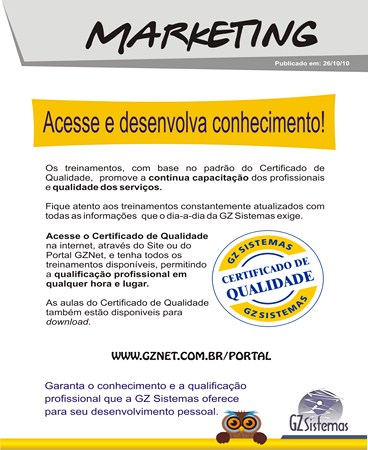 MARKETING
Publicado em: 26/10/10
Acesse e desenvolva conhecimento!
Os treinamentos, com base no padrão do Certificado de
Qualidade, promove a contínua capacitação dos profissionais
e qualidade dos serviços.
Fique atento aos treinamentos constantemente atualizados com
todas as informações que o dia-a-dia da GZ Sistemas exige.
Acesse o Certificado de Qualidade
na internet, através do Site ou do
Portal GZNet, e tenha todos os
treinamentos disponíveis, permitindo
a qualificação profissional em
qualquer hora e lugar.
As aulas do Certificado de Qualidade
também estão disponiveis para
download.
GZ SISTEMAS
CERTIFICADO DE
QUALIDADE
GZ SISTEMAS
WWW.GZNET.COM.BR/PORTAL
Garanta o conhecimento e a qualificação
profissional que a GZ Sistemas oferece
para seu desenvolvimento pessoal.
GZ Sistemas